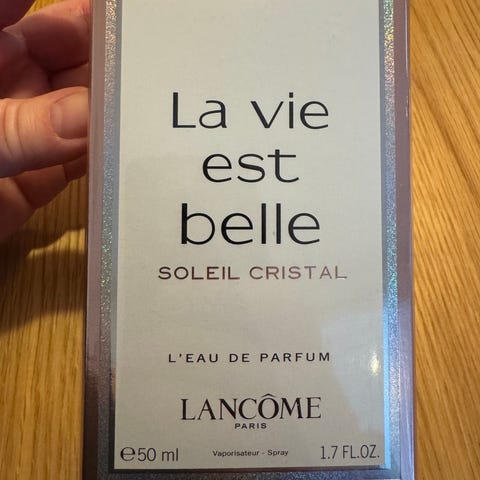 La vie
est
belle
SOLEIL CRISTAL
L'EAU DE PARFUM
LANCÔME
PARIS
℮50 ml Vaporisateur - Spray 1.7 FL.OZ.